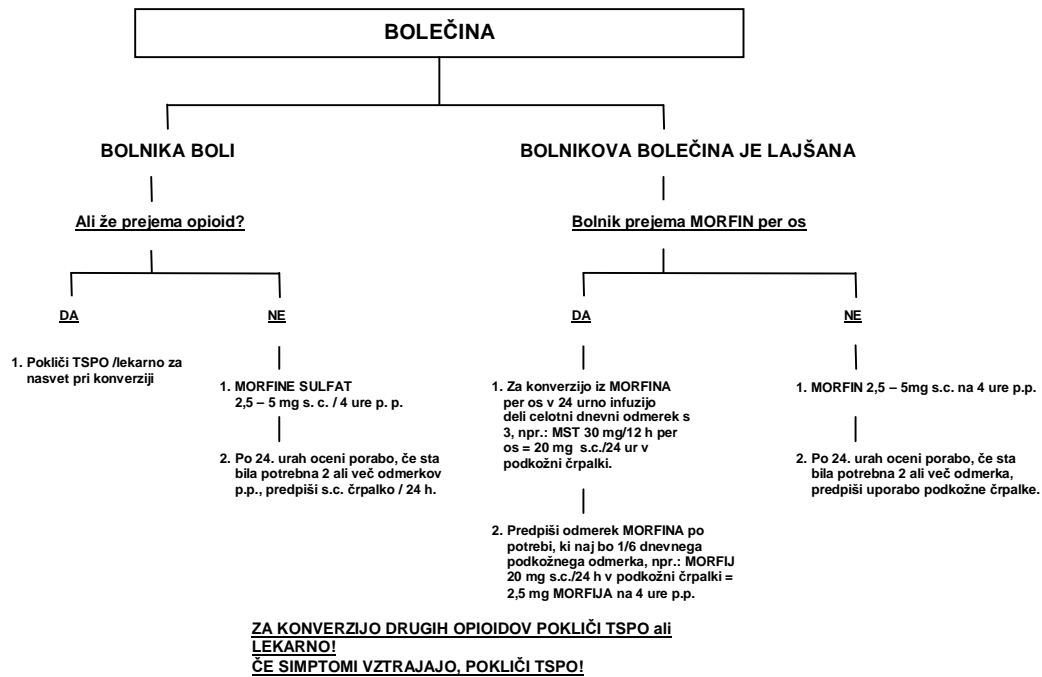 BOLEČINA
BOLNIKA BOLI
Ali že prejema opioid?
DA
1. Pokliči TSPO /lekarno za
nasvet pri konverziji
NE
1. MORFINE SULFAT
2,5 – 5 mg s. c. / 4 ure p. p.
2. Po 24. urah oceni porabo, če sta
bila potrebna 2 ali več odmerkov
p.p., predpiši s.c. črpalko / 24 h.
BOLNIKOVA BOLEČINA JE LAJŠANA
Bolnik prejema MORFIN per os
DA
1. Za konverzijo iz MORFINA
per os v 24 urno infuzijo
deli celotni dnevni odmerek s
3, npr.: MST 30 mg/12 h per
os = 20 mg s.c./24 ur v
podkožni črpalki.
2. Predpiši odmerek MORFINA po
potrebi, ki naj bo 1/6 dnevnega
podkožnega odmerka, npr.: MORFIJ
20 mg s.c./24 h v podkožni črpalki =
2,5 mg MORFIJA na 4 ure p.p.
NE
1. MORFIN 2,5 – 5mg s.c. na 4 ure p.p.
2. Po 24. urah oceni porabo, če sta
bila potrebna 2 ali več odmerka,
predpiši uporabo podkožne črpalke.
ZA KONVERZIJO DRUGIH OPIOIDOV POKLIČI TSPO ali
LEKARNO!
ČE SIMPTOMI VZTRAJAJO, POKLIČI TSPO!